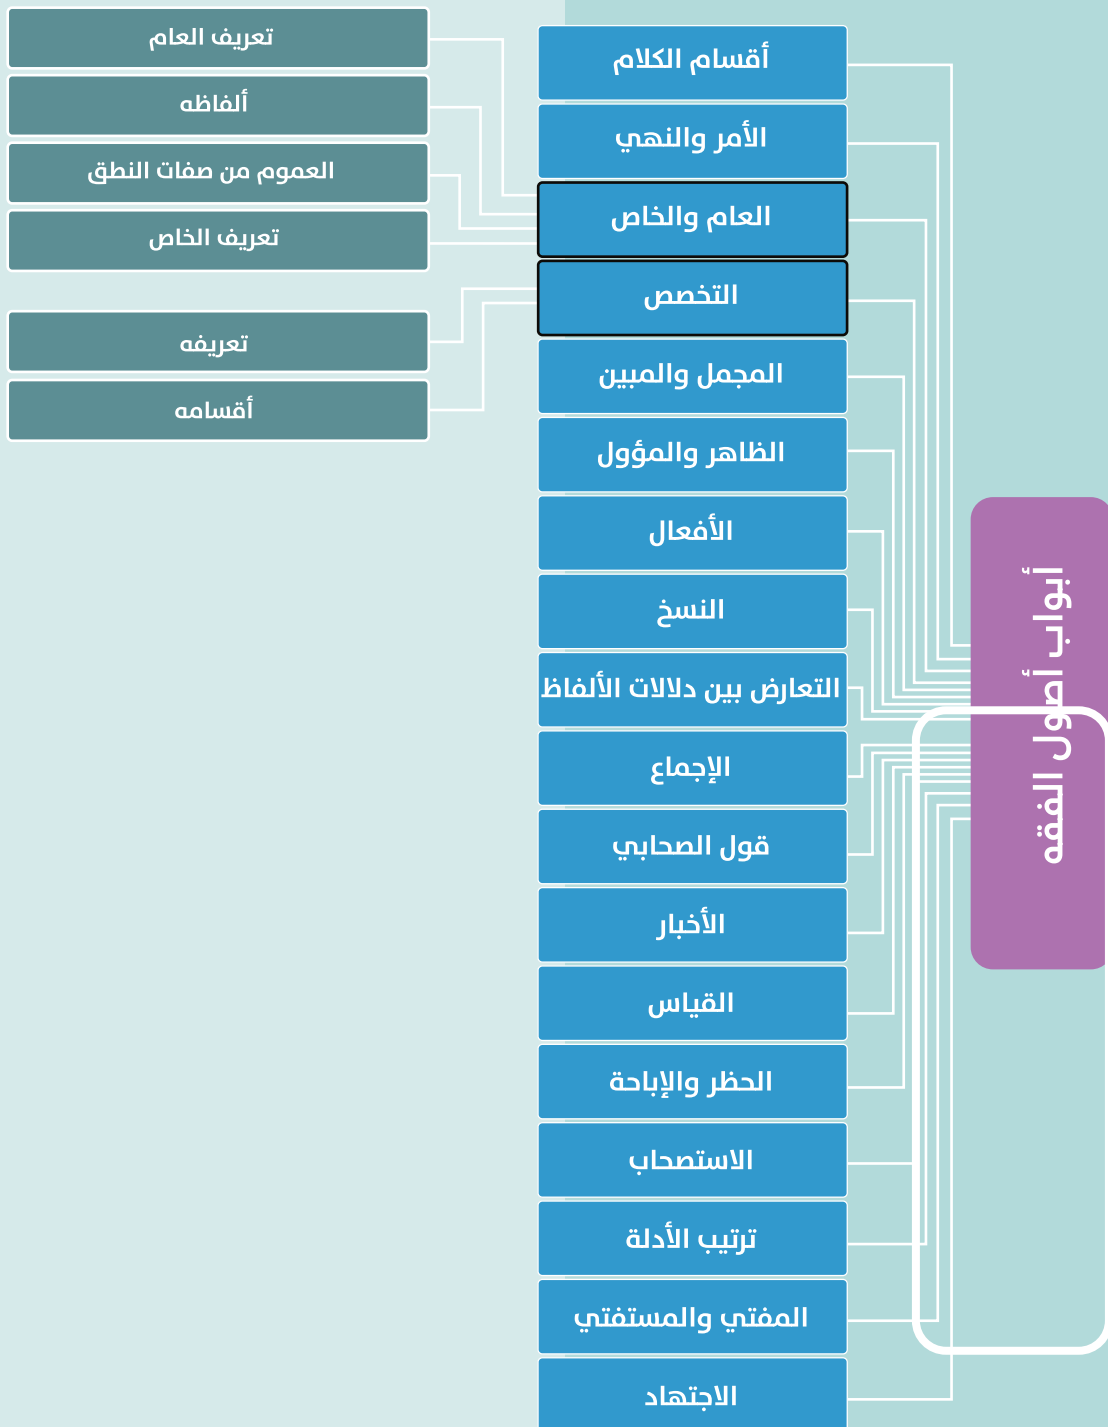 أبواب أصول الفقه
أقسام الكلام
الأمر والنهي
العام والخاص
تعريف العام
ألفاظه
العموم من صفات النطق
تعريف الخاص
التخصص
تعريفه
أقسامه
المجمل والمبين
الظاهر والمؤول
الأفعال
النسخ
التعارض بين دلالات الألفاظ
الإجماع
قول الصحابي
الأخبار
القياس
الحظر والإباحة
الاستصحاب
ترتيب الأدلة
المفتي والمستفتي
الاجتهاد